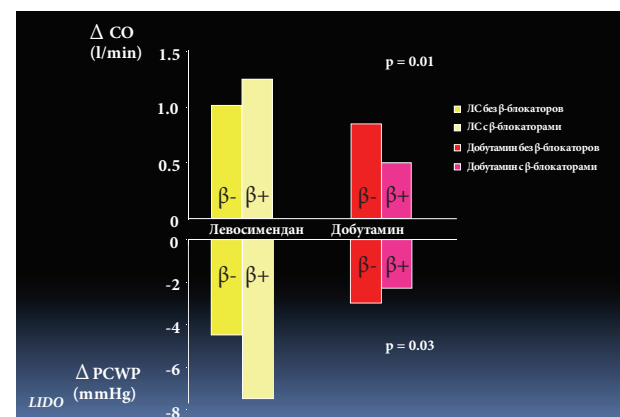 Δ CO
(l/min)
1.5
p = 0.01
1.0
ЛС без β-блокаторов
ЛС с β-блокаторами
Добутамин без β-блокаторов
Добутамин с β-блокаторами
0.5
β- β+ β- β+
0
Левосимендан Добутамин
0
β- β+ β- β+
-2
-4
p = 0.03
-6
Δ PCWP
(mmHg)
LIDO
-8